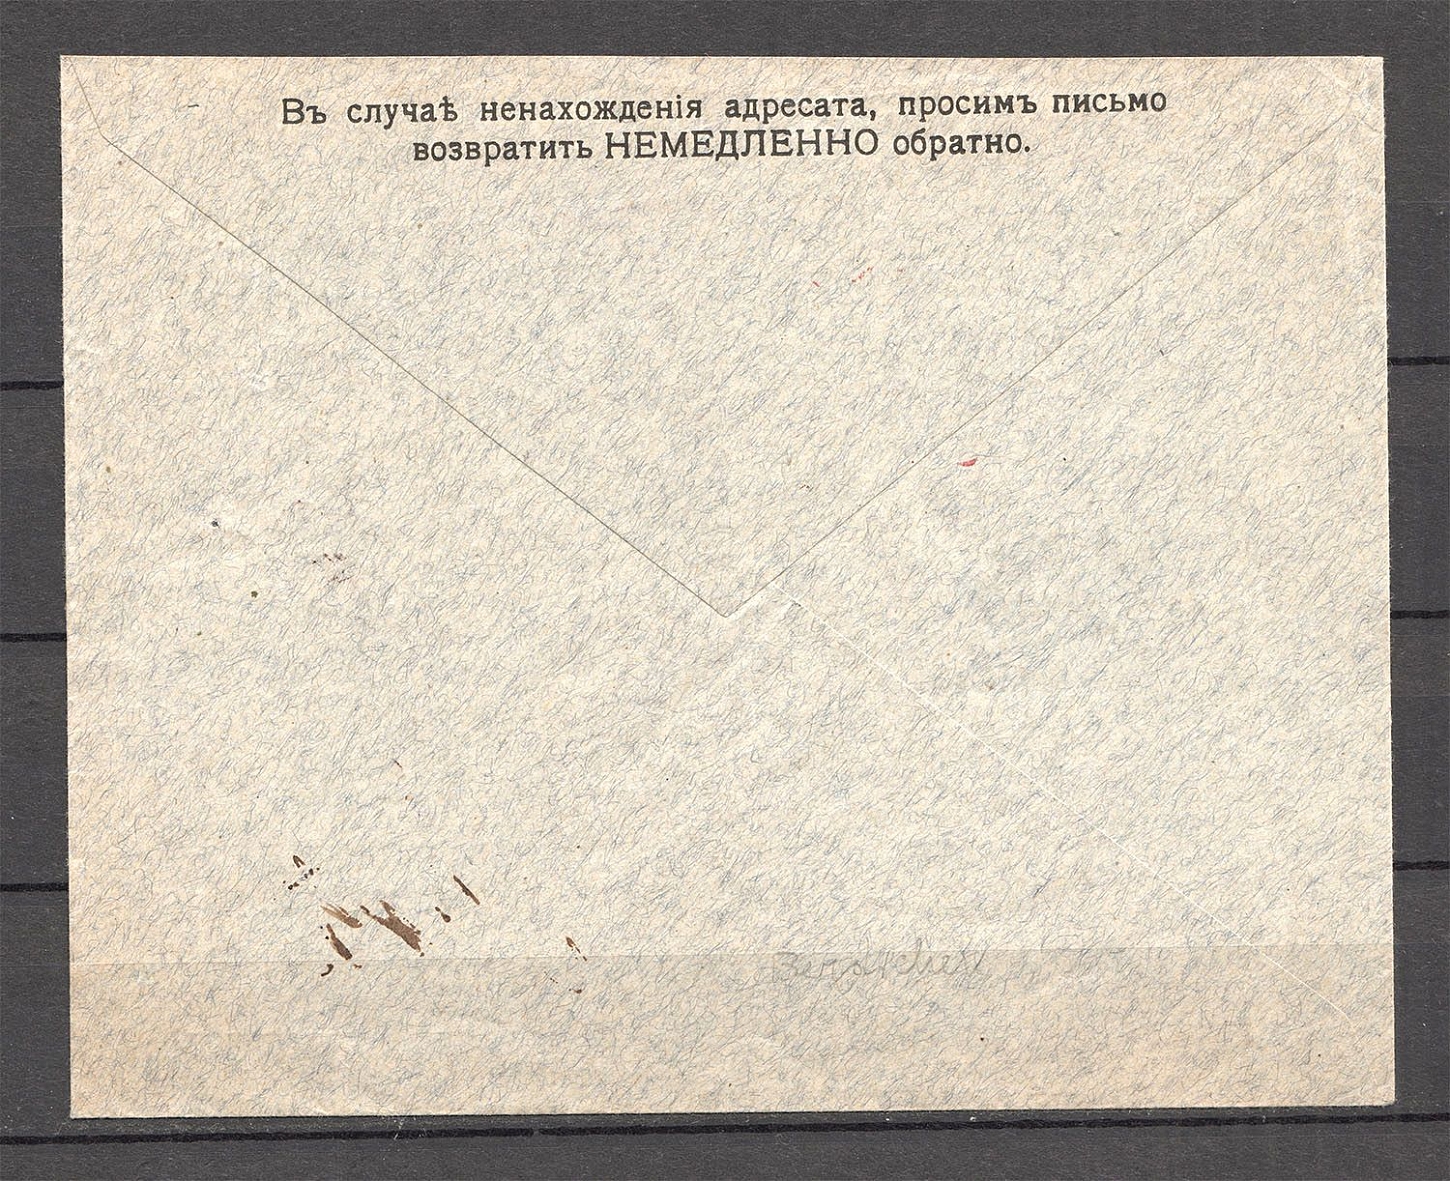 Въ случаѣ ненахожденія адресата, просимъ письмо
возвратить НЕМЕДЛЕННО обратно.